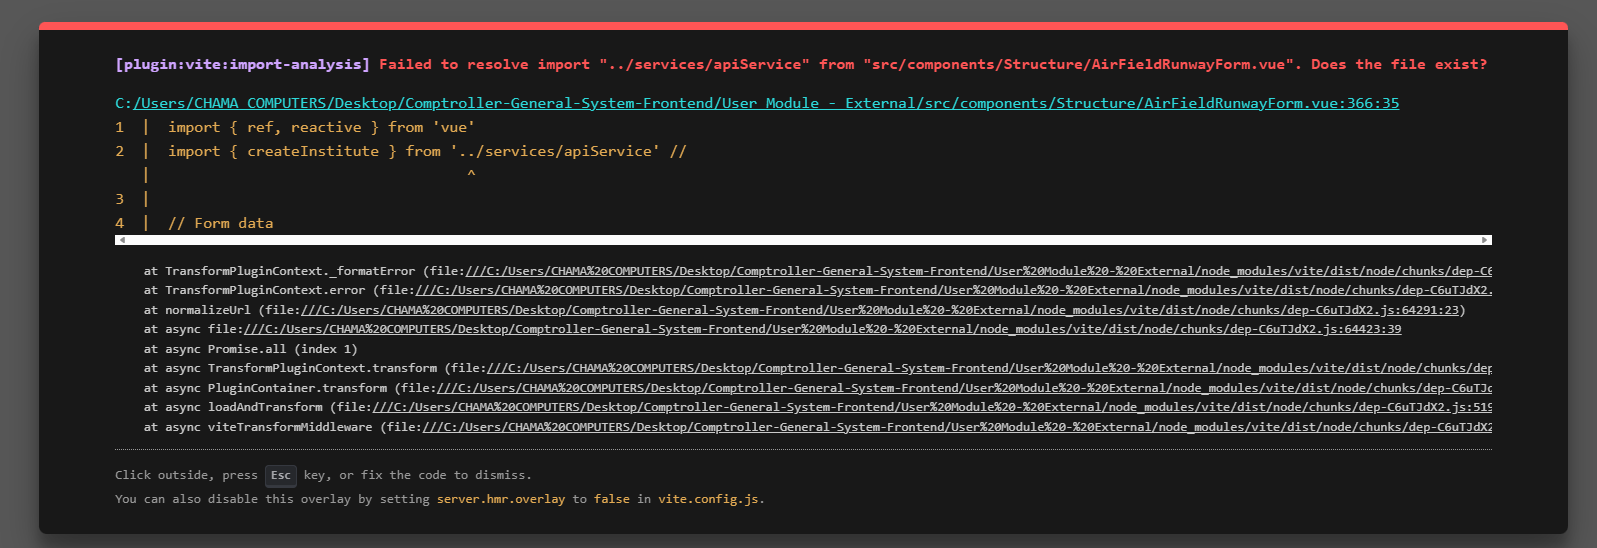 [plugin:vite:import-analysis] Failed to resolve import "../services/apiService" from "src/components/Structure/AirFieldRunwayForm.vue". Does the file exist?
C:/Users/CHAMA COMPUTERS/Desktop/Comptroller-General-System-Frontend/User Module - External/src/components/Structure/AirFieldRunwayForm.vue:366:35
1 | import { ref, reactive } from 'vue'
2 | import { createInstitute } from '../services/apiService' //
| ^
3 |
4 | // Form data
at TransformPluginContext._formatError (file:///C:/Users/CHAMA%20COMPUTERS/Desktop/Comptroller-General-System-Frontend/User%20Module%20-%20External/node_modules/vite/dist/node/chunks/dep-C6
at TransformPluginContext.error (file:///C:/Users/CHAMA%20COMPUTERS/Desktop/Comptroller-General-System-Frontend/User%20Module%20-%20External/node_modules/vite/dist/node/chunks/dep-C6uTJdX2.
at normalizeUrl (file:///C:/Users/CHAMA%20COMPUTERS/Desktop/Comptroller-General-System-Frontend/User%20Module%20-%20External/node_modules/vite/dist/node/chunks/dep-C6uTJdX2.js:64291:23)
at async file:///C:/Users/CHAMA%20COMPUTERS/Desktop/Comptroller-General-System-Frontend/User%20Module%20-%20External/node_modules/vite/dist/node/chunks/dep-C6uTJdX2.js:64423:39
at async Promise.all (index 1)
at async TransformPluginContext.transform (file:///C:/Users/CHAMA%20COMPUTERS/Desktop/Comptroller-General-System-Frontend/User%20Module%20-%20External/node_modules/vite/dist/node/chunks/dep
at async PluginContainer.transform (file:///C:/Users/CHAMA%20COMPUTERS/Desktop/Comptroller-General-System-Frontend/User%20Module%20-%20External/node_modules/vite/dist/node/chunks/dep-C6uTJd
at async loadAndTransform (file:///C:/Users/CHAMA%20COMPUTERS/Desktop/Comptroller-General-System-Frontend/User%20Module%20-%20External/node_modules/vite/dist/node/chunks/dep-C6uTJdX2.js:519
at async viteTransformMiddleware (file:///C:/Users/CHAMA%20COMPUTERS/Desktop/Comptroller-General-System-Frontend/User%20Module%20-%20External/node_modules/vite/dist/node/chunks/dep-C6uTJdX2
Click outside, press Esc key, or fix the code to dismiss.
You can also disable this overlay by setting server.hmr.overlay to false in vite.config.js.